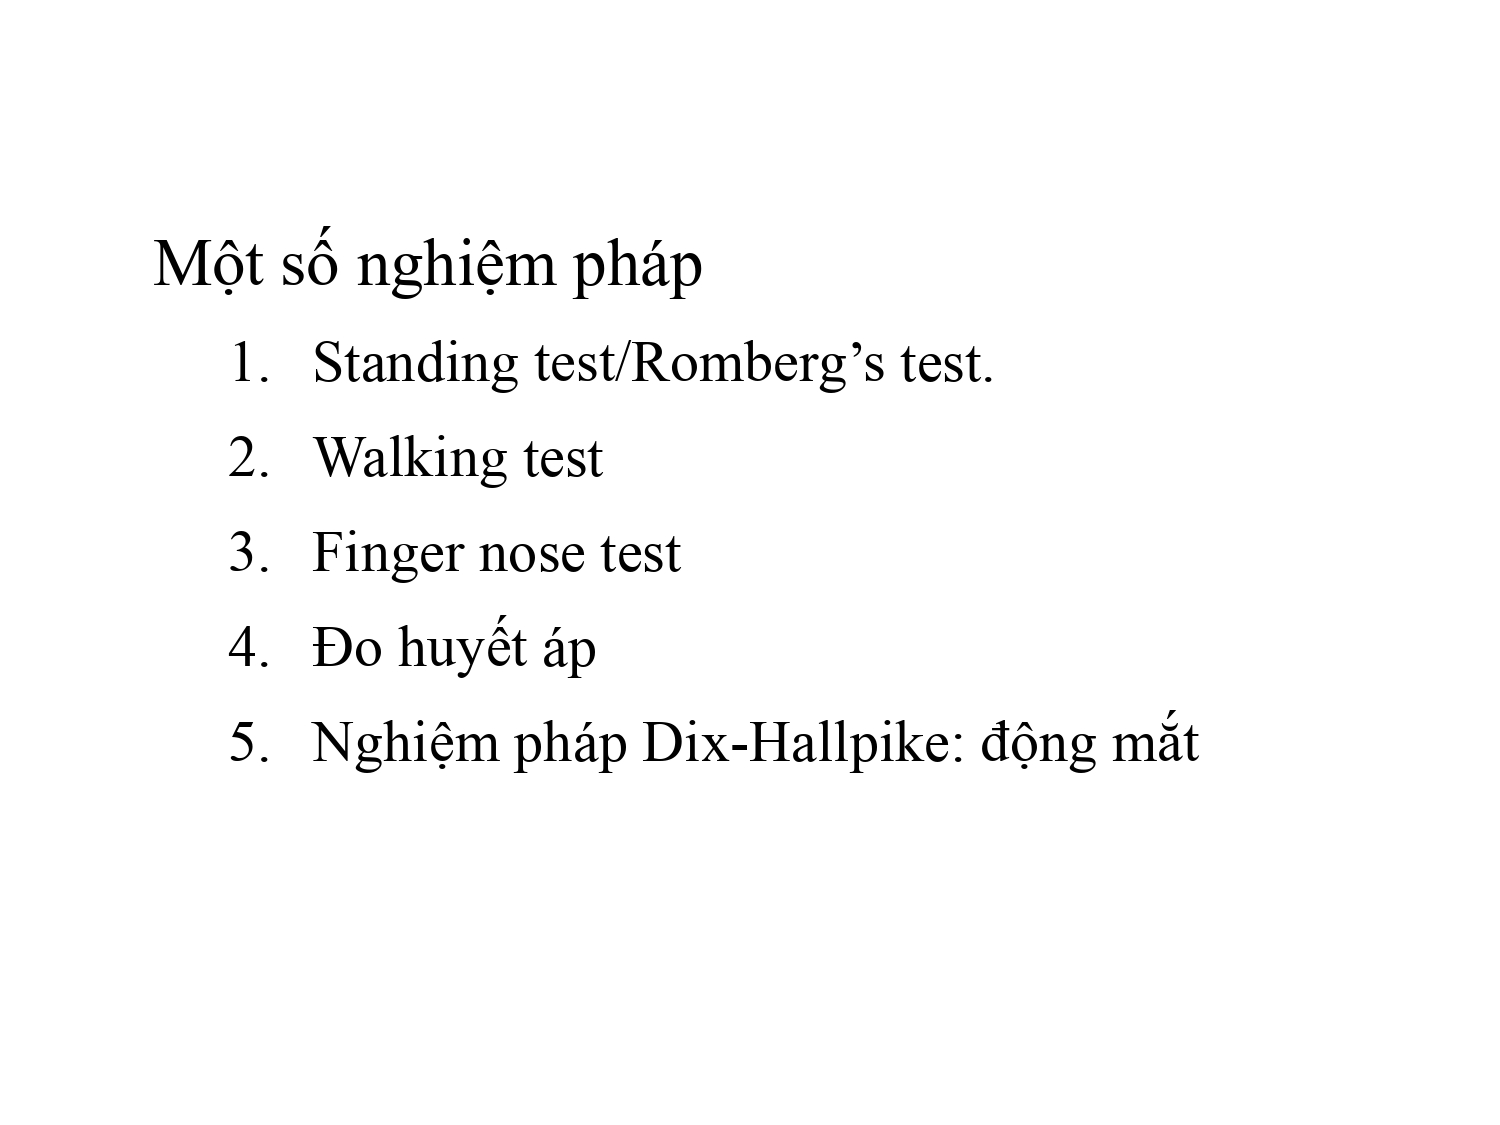 Một số nghiệm pháp
1. Standing test/Romberg’s test.
2. Walking test
3. Finger nose test
4. Đo huyết áp
5. Nghiệm pháp Dix-Hallpike: động mắt